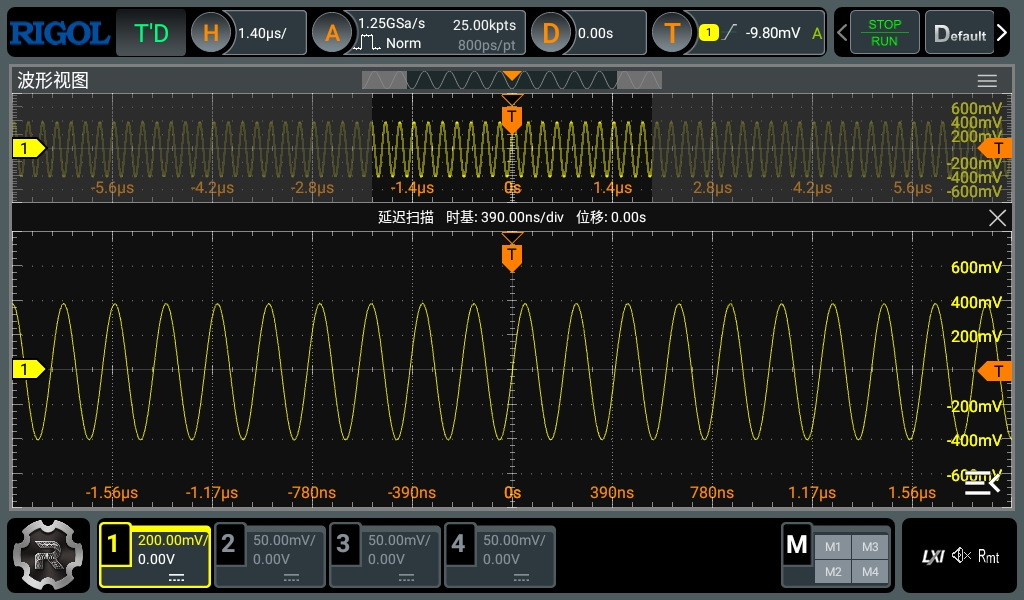 RIGOL T'D H 1.40μs/ A 1.25GSa/s 25.00kpts D 0.00s T 1 -9.80mV A STOP Default
Norm 800ps/pt RUN
波形视图
T
600mV
400mV
200mV
1 T
-200mV
-400mV
-5.6μs -4.2μs -2.8μs -1.4μs 0s 1.4μs 2.8μs 4.2μs 5.6μs
-600mV
延迟扫描 时基: 390.00ns/div 位移: 0.00s
T
600mV
400mV
200mV
1 T
-200mV
-400mV
-600mV
-1.56μs -1.17μs -780ns -390ns 0s 390ns 780ns 1.17μs 1.56μs
R 1 200.00mV/ 2 50.00mV/ 3 50.00mV/ 4 50.00mV/ M M1 M3 LXI Rmt
0.00V 0.00V 0.00V 0.00V M2 M4